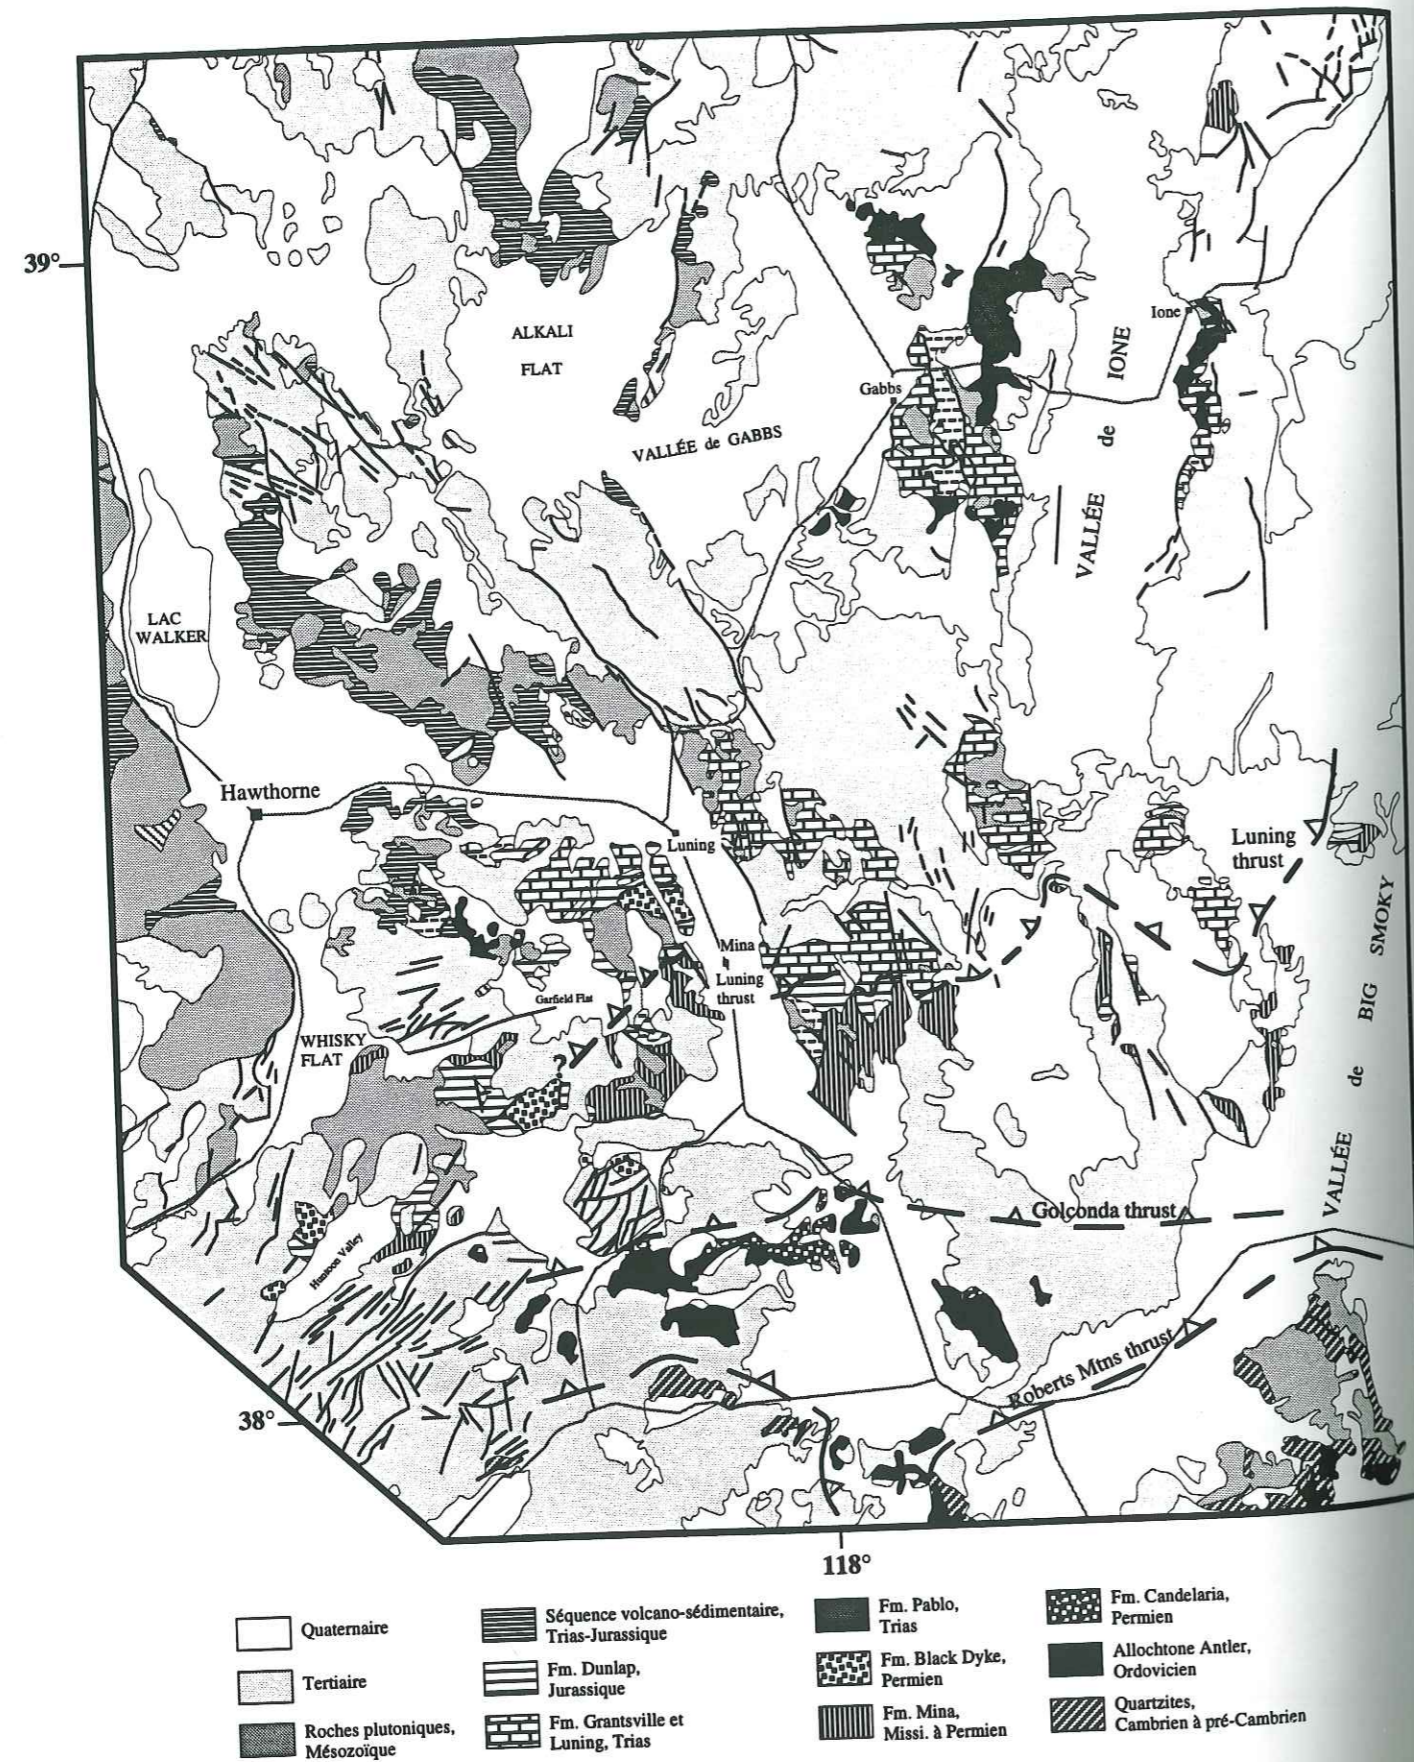 39°
ALKALI
FLAT
Ione
IONE
Gabbs
de
VALLÉE de GABBS
VALLÉE
LAC
WALKER
Hawthorne
Luning
Luning
thrust
SMOKY
Mina
Luning
thrust
Garfield Flat
BIG
WHISKY
FLAT
?
de
VALLÉE
Golconda thrust
Huntoon Valley
Roberts Mtns thrust
38°
118°
Quaternaire
Tertiaire
Roches plutoniques,
Mésozoïque
Séquence volcano-sédimentaire,
Trias-Jurassique
Fm. Dunlap,
Jurassique
Fm. Grantsville et
Luning, Trias
Fm. Pablo,
Trias
Fm. Black Dyke,
Permien
Fm. Mina,
Missi. à Permien
Fm. Candelaria,
Permien
Allochtone Antler,
Ordovicien
Quartzites,
Cambrien à pré-Cambrien